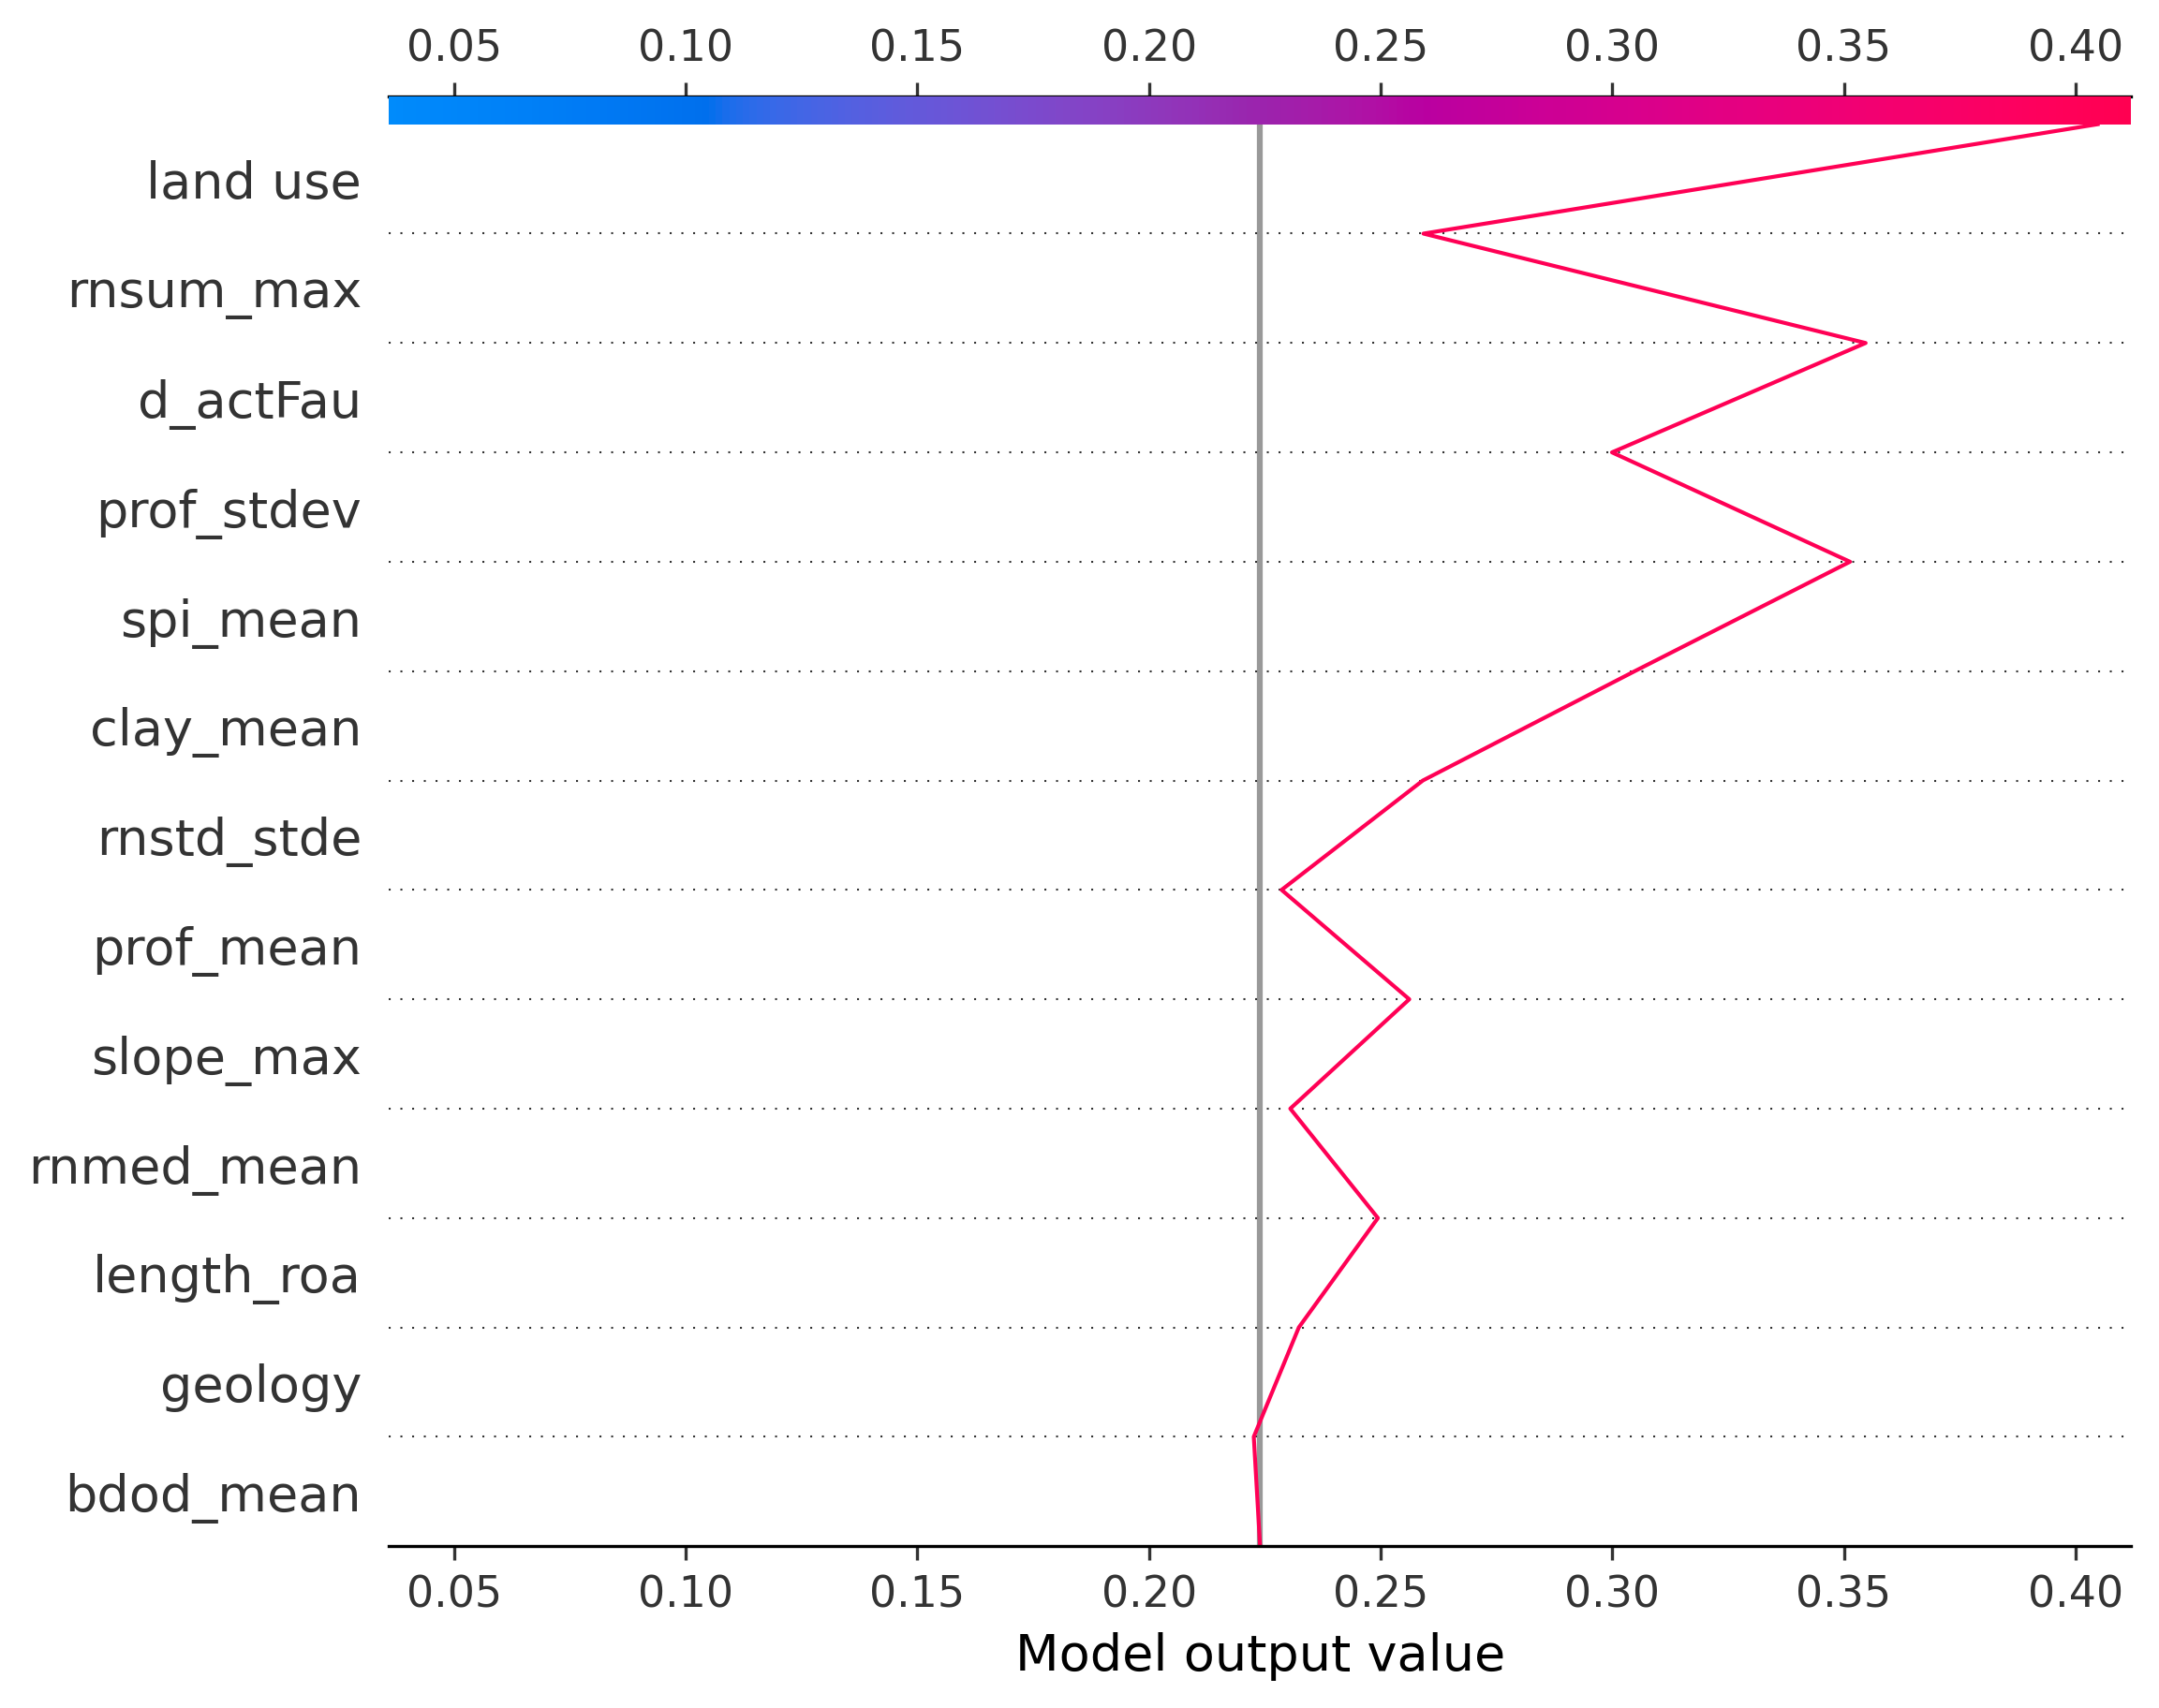 0.05 0.10 0.15 0.20 0.25 0.30 0.35 0.40
land use
rnsum_max
d_actFau
prof_stdev
spi_mean
clay_mean
rnstd_stde
prof_mean
slope_max
rnmed_mean
length_roa
geology
bdod_mean
0.05 0.10 0.15 0.20 0.25 0.30 0.35 0.40
Model output value